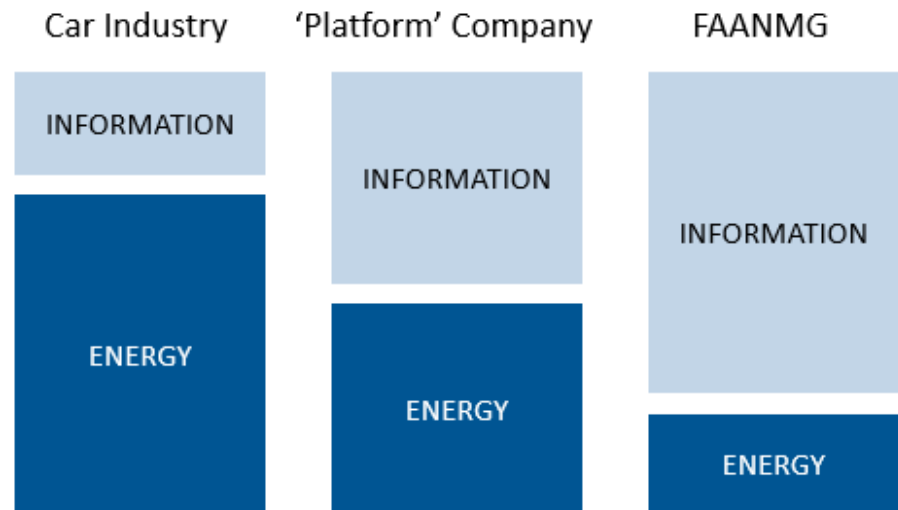 Car Industry
‘Platform’ Company
FAANMG
INFORMATION
INFORMATION
INFORMATION
ENERGY
ENERGY
ENERGY